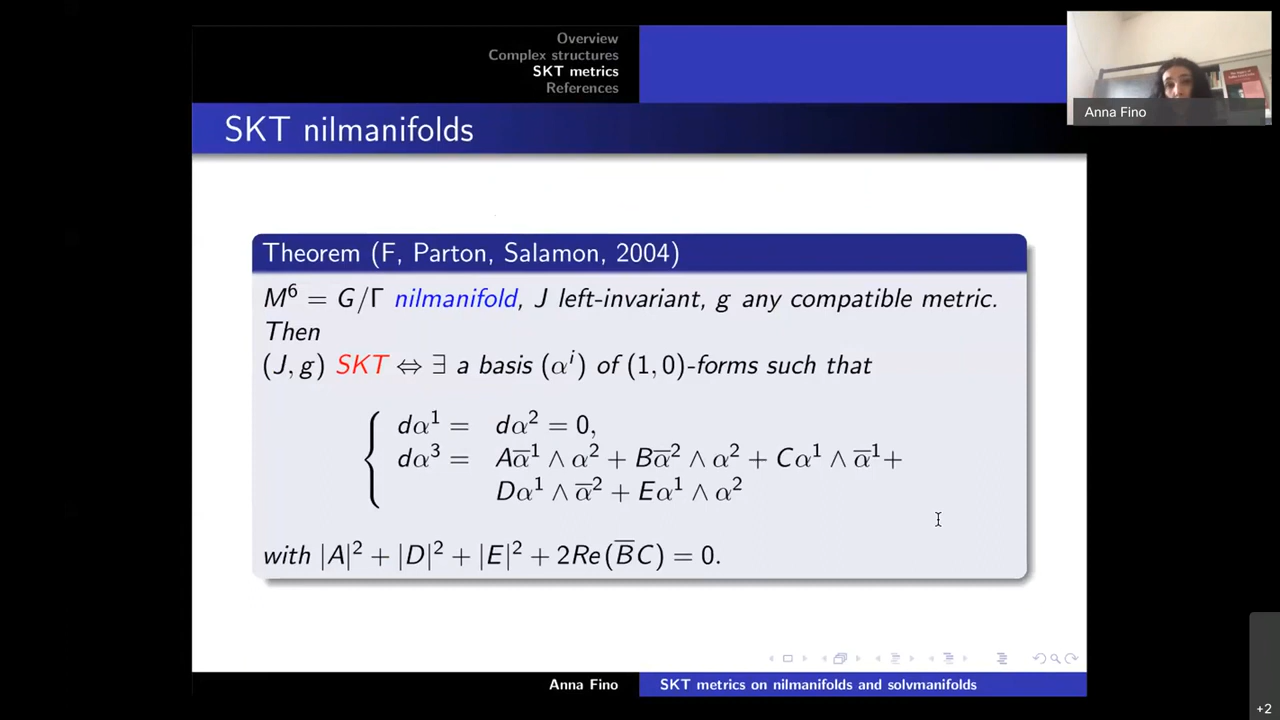 Overview
Complex structures
SKT metrics
References
Anna Fino
SKT nilmanifolds
Theorem (F, Parton, Salamon, 2004)
M⁶ = G/Γ nilmanifold, J left-invariant, g any compatible metric.
Then
(J, g) SKT ⇔ ∃ a basis (αⁱ) of (1, 0)-forms such that
dα¹ = dα² = 0,
dα³ = Aᾱ¹ ∧ α² + Bᾱ² ∧ α² + Cα¹ ∧ ᾱ¹+
Dα¹ ∧ ᾱ² + Eα¹ ∧ α²
with |A|² + |D|² + |E|² + 2Re(B̄C) = 0.
Anna Fino
SKT metrics on nilmanifolds and solvmanifolds
+2